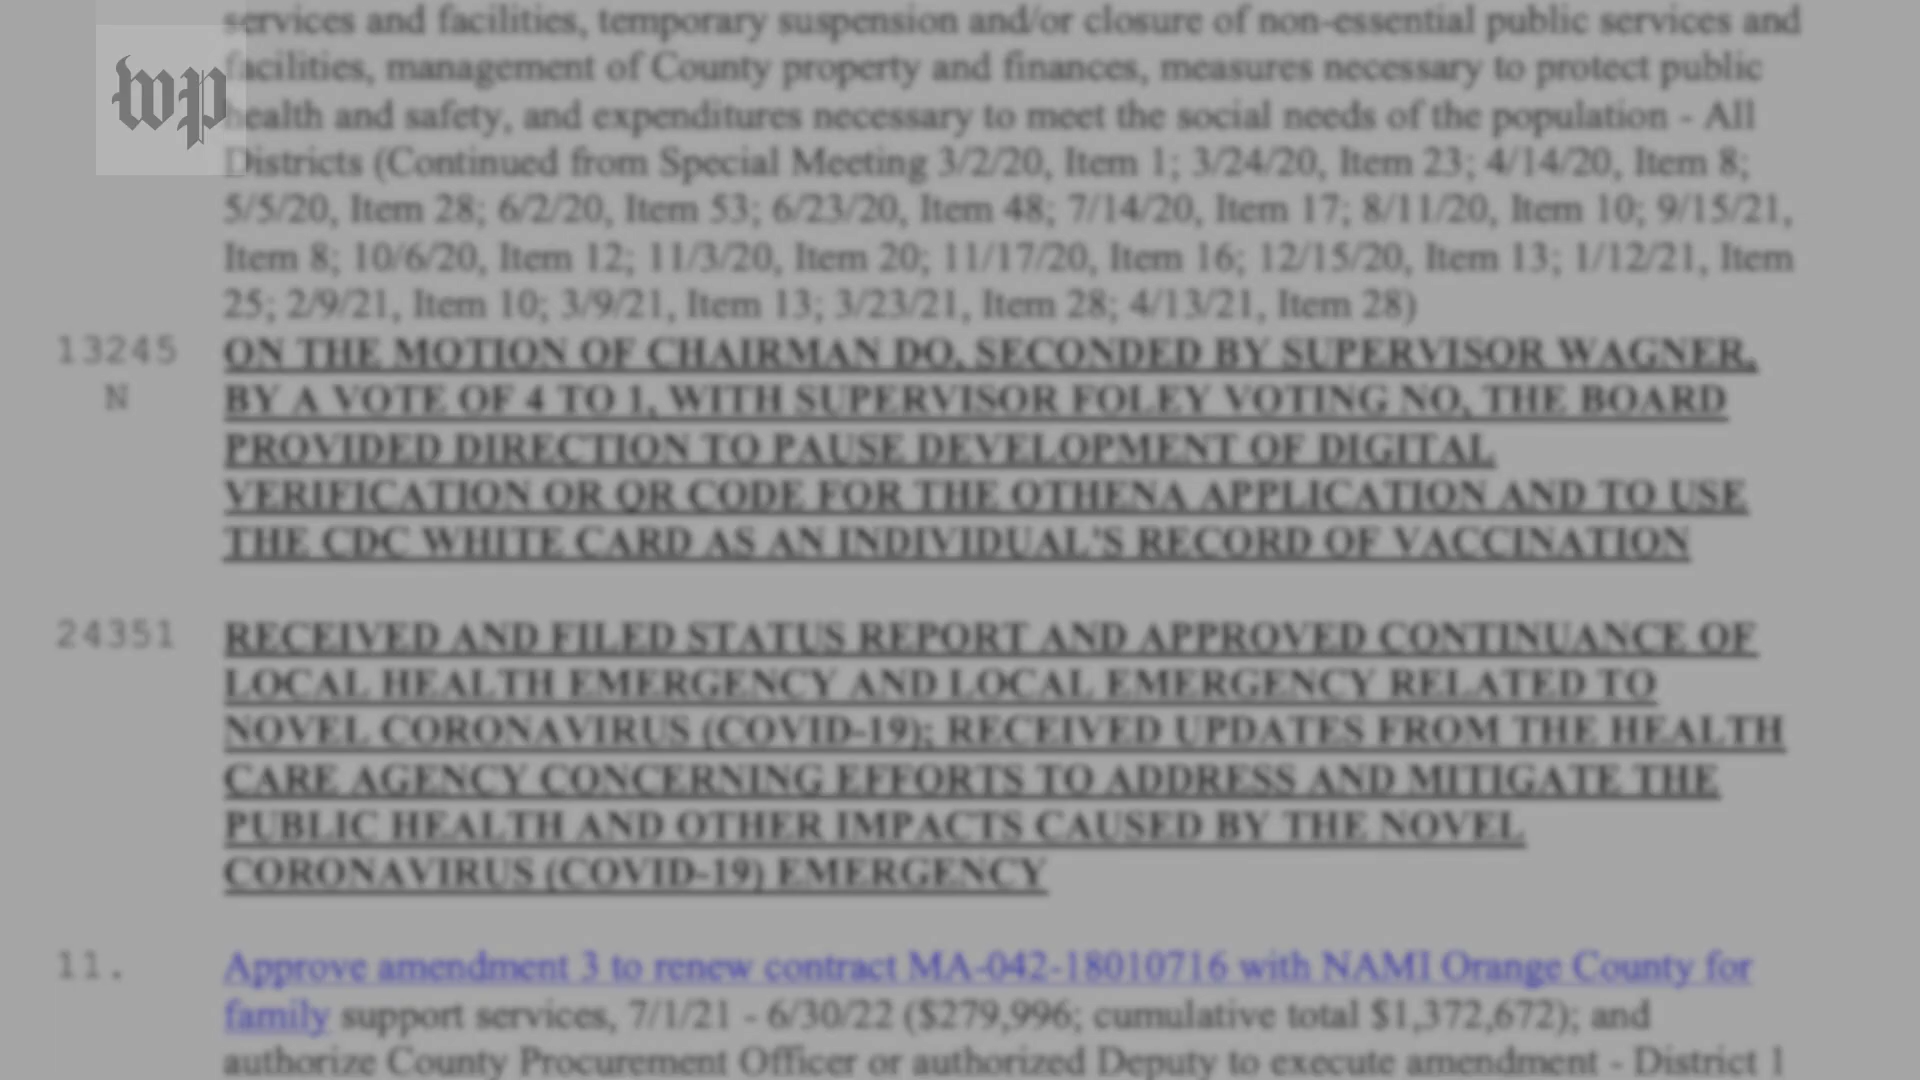 services and facilities, temporary suspension and/or closure of non-essential public services and
wp
facilities, management of County property and finances, measures necessary to protect public
health and safety, and expenditures necessary to meet the social needs of the population - All
Districts (Continued from Special Meeting 3/2/20, Item 1; 3/24/20, Item 23; 4/14/20, Item 8;
5/5/20, Item 28; 6/2/20, Item 53; 6/23/20, Item 48; 7/14/20, Item 17; 8/11/20, Item 10; 9/15/21,
Item 8; 10/6/20, Item 12; 11/3/20, Item 20; 11/17/20, Item 16; 12/15/20, Item 13; 1/12/21, Item
25; 2/9/21, Item 10; 3/9/21, Item 13; 3/23/21, Item 28; 4/13/21, Item 28)
13245 ON THE MOTION OF CHAIRMAN DO, SECONDED BY SUPERVISOR WAGNER,
N BY A VOTE OF 4 TO 1, WITH SUPERVISOR FOLEY VOTING NO, THE BOARD
PROVIDED DIRECTION TO PAUSE DEVELOPMENT OF DIGITAL
VERIFICATION OR QR CODE FOR THE OTHENA APPLICATION AND TO USE
THE CDC WHITE CARD AS AN INDIVIDUAL'S RECORD OF VACCINATION
24351 RECEIVED AND FILED STATUS REPORT AND APPROVED CONTINUANCE OF
LOCAL HEALTH EMERGENCY AND LOCAL EMERGENCY RELATED TO
NOVEL CORONAVIRUS (COVID-19); RECEIVED UPDATES FROM THE HEALTH
CARE AGENCY CONCERNING EFFORTS TO ADDRESS AND MITIGATE THE
PUBLIC HEALTH AND OTHER IMPACTS CAUSED BY THE NOVEL
CORONAVIRUS (COVID-19) EMERGENCY
11. Approve amendment 3 to renew contract MA-042-18010716 with NAMI Orange County for
family support services, 7/1/21 - 6/30/22 ($279,996; cumulative total $1,372,672); and
authorize County Procurement Officer or authorized Deputy to execute amendment - District 1